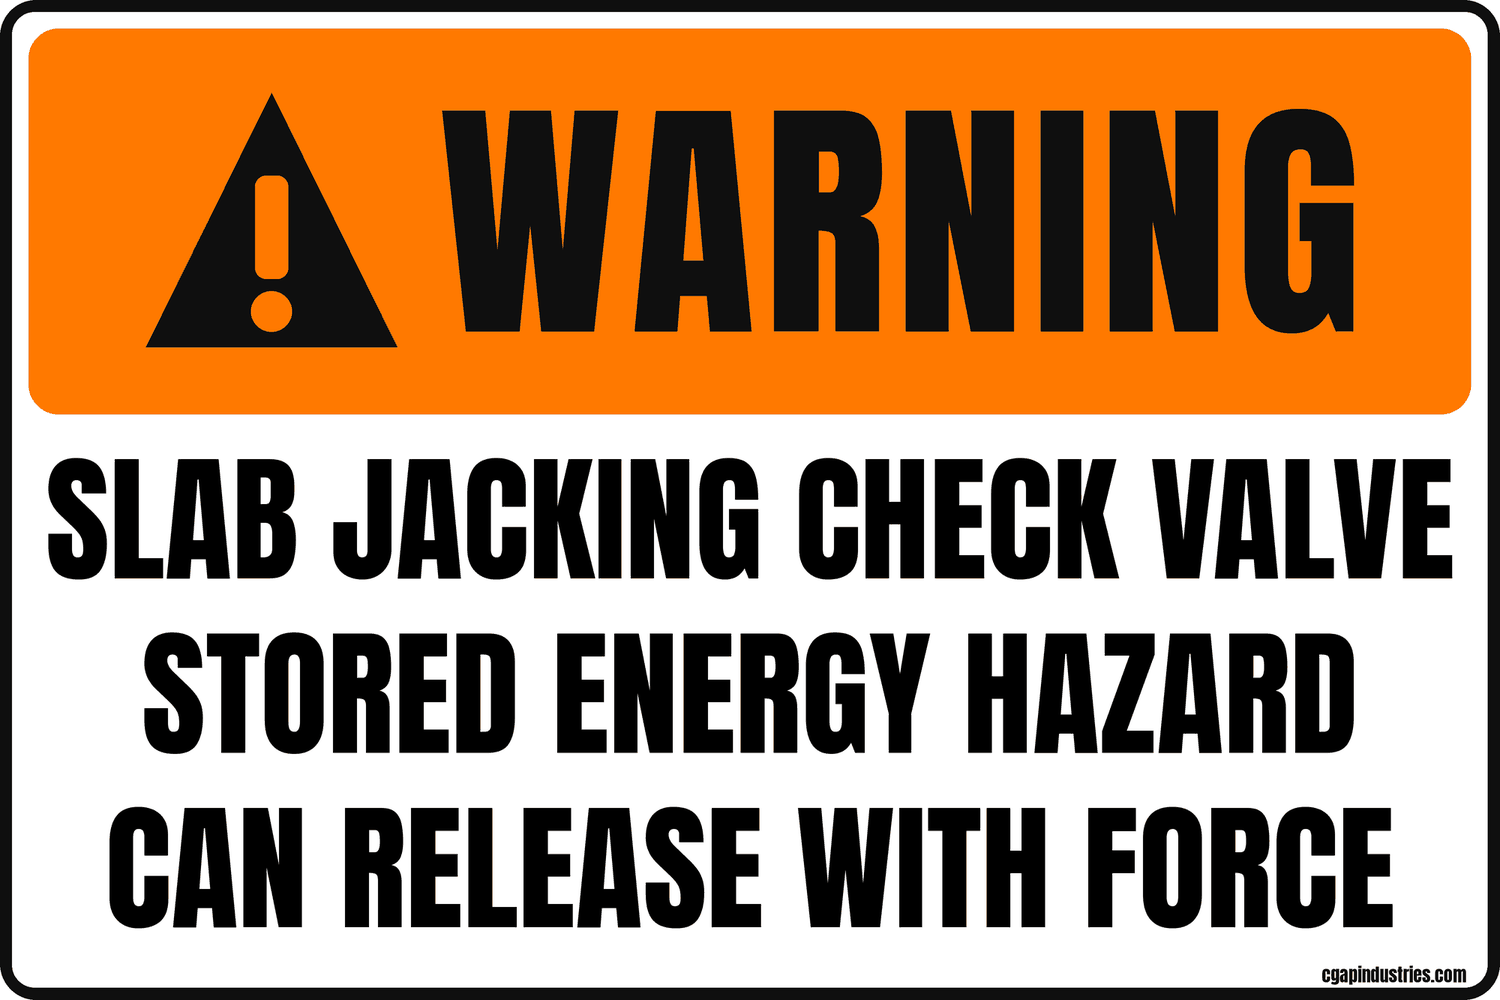 WARNING
SLAB JACKING CHECK VALVE
STORED ENERGY HAZARD
CAN RELEASE WITH FORCE
cgapindustries.com